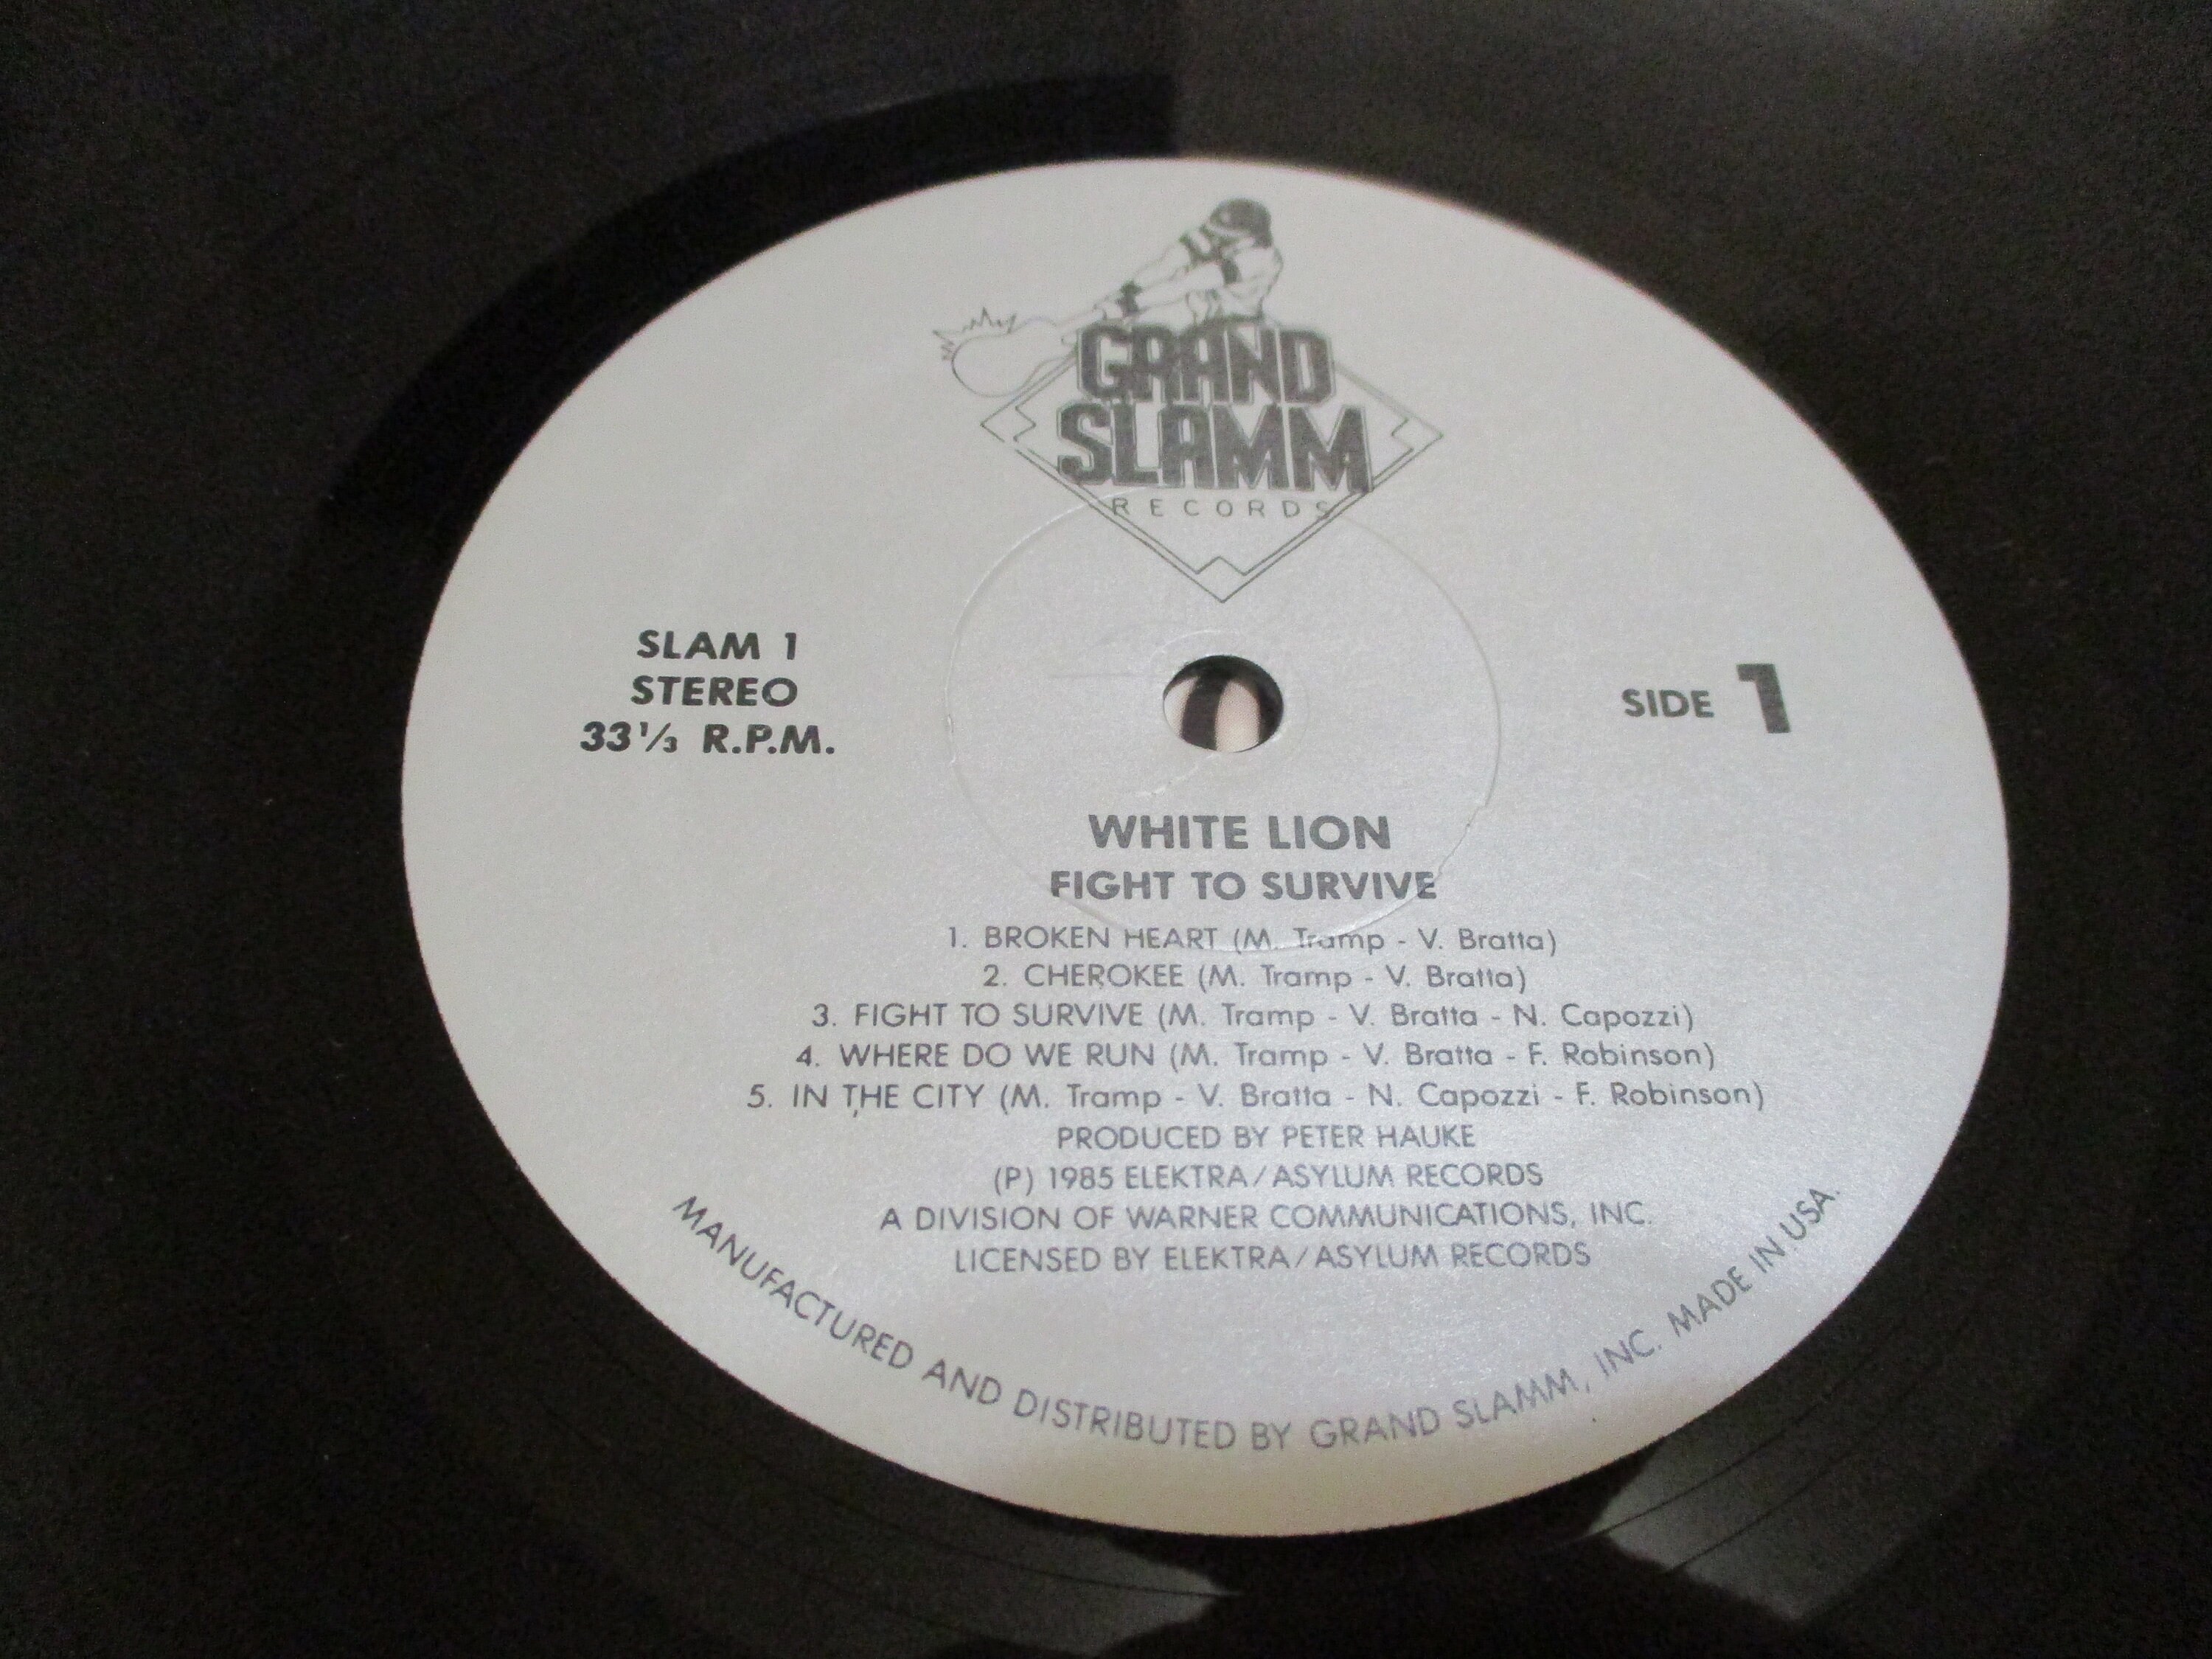 GRAND
SLAMM
RECORDS
SLAM 1
STEREO
33⅓ R.P.M.
SIDE 1
WHITE LION
FIGHT TO SURVIVE
1. BROKEN HEART (M. Tramp - V. Bratta)
2. CHEROKEE (M. Tramp - V. Bratta)
3. FIGHT TO SURVIVE (M. Tramp - V. Bratta - N. Capozzi)
4. WHERE DO WE RUN (M. Tramp - V. Bratta - F. Robinson)
5. IN THE CITY (M. Tramp - V. Bratta - N. Capozzi - F. Robinson)
PRODUCED BY PETER HAUKE
(P) 1985 ELEKTRA/ASYLUM RECORDS
A DIVISION OF WARNER COMMUNICATIONS, INC.
LICENSED BY ELEKTRA/ASYLUM RECORDS
MANUFACTURED AND DISTRIBUTED BY GRAND SLAMM, INC. MADE IN USA.